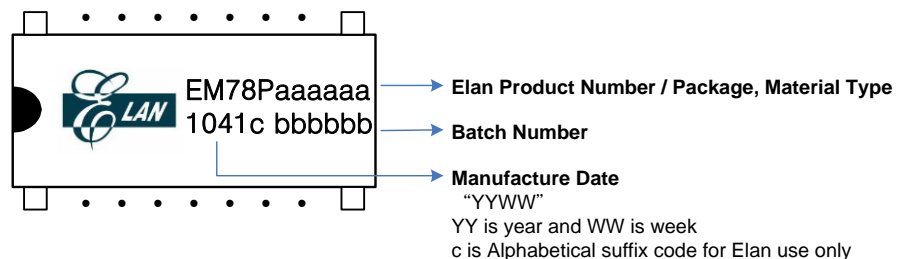 ELAN
EM78Paaaaaa
1041c bbbbbb
Elan Product Number / Package, Material Type
Batch Number
Manufacture Date
“YYWW”
YY is year and WW is week
c is Alphabetical suffix code for Elan use only